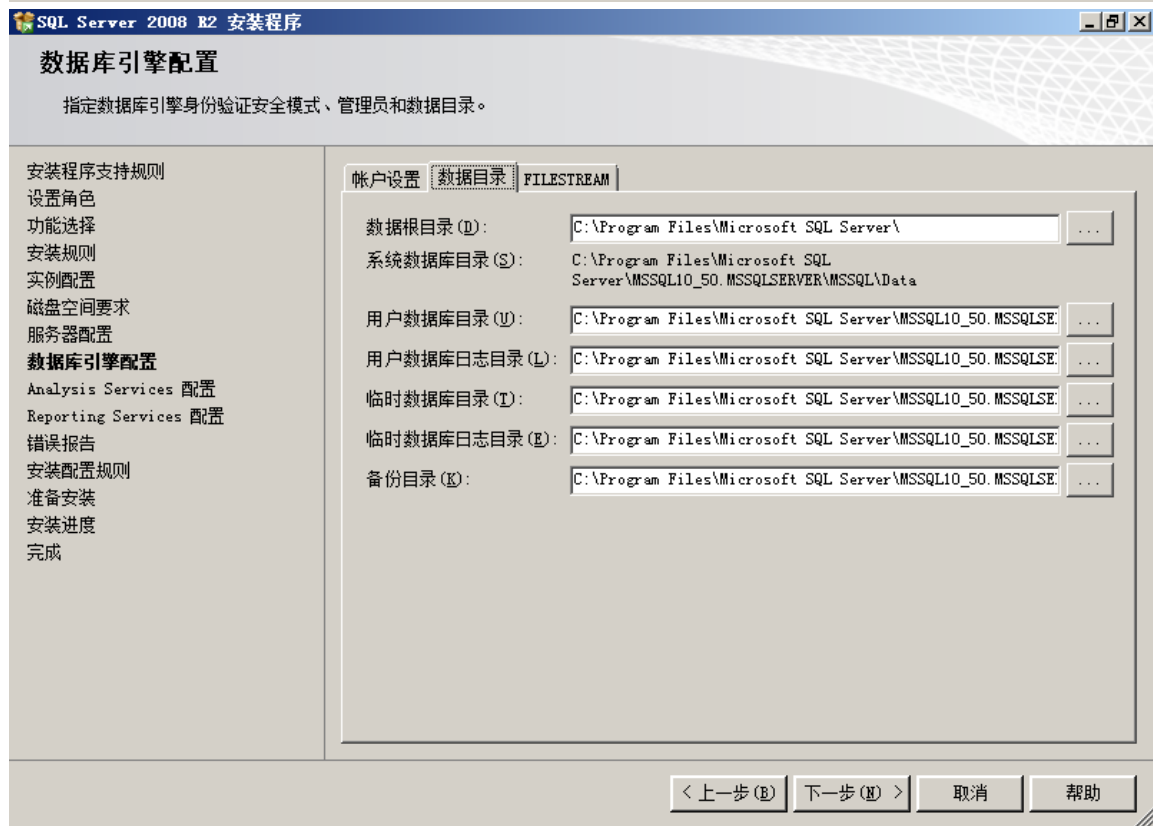 SQL Server 2008 R2 安装程序
数据库引擎配置
指定数据库引擎身份验证安全模式、管理员和数据目录。
安装程序支持规则
设置角色
功能选择
安装规则
实例配置
磁盘空间要求
服务器配置
数据库引擎配置
Analysis Services 配置
Reporting Services 配置
错误报告
安装配置规则
准备安装
安装进度
完成
帐户设置 数据目录 FILESTREAM
数据根目录(D): C:\Program Files\Microsoft SQL Server\ ...
系统数据库目录(S): C:\Program Files\Microsoft SQL
Server\MSSQL10_50.MSSQLSERVER\MSSQL\Data
用户数据库目录(U): C:\Program Files\Microsoft SQL Server\MSSQL10_50.MSSQLSE ...
用户数据库日志目录(L): C:\Program Files\Microsoft SQL Server\MSSQL10_50.MSSQLSE ...
临时数据库目录(T): C:\Program Files\Microsoft SQL Server\MSSQL10_50.MSSQLSE ...
临时数据库日志目录(E): C:\Program Files\Microsoft SQL Server\MSSQL10_50.MSSQLSE ...
备份目录(K): C:\Program Files\Microsoft SQL Server\MSSQL10_50.MSSQLSE ...
< 上一步(B) 下一步(N) > 取消 帮助